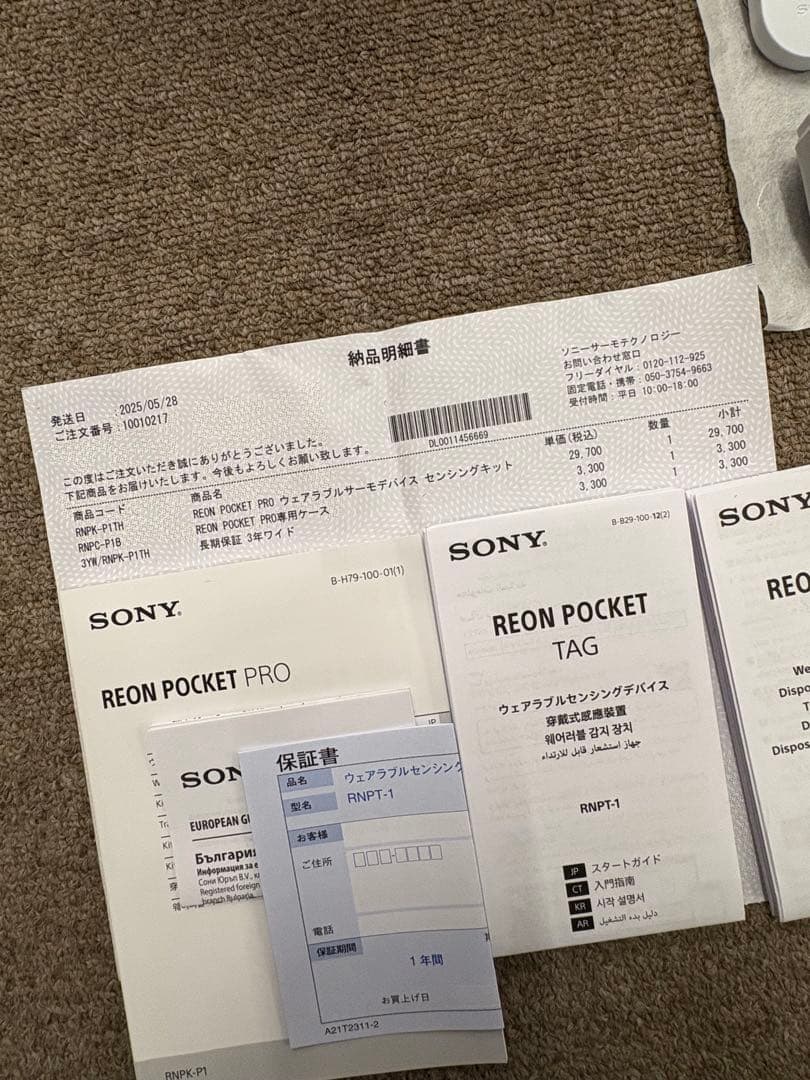 納品明細書
発送日 :2025/05/28
ご注文番号:10010217
ソニーサーモテクノロジー
お問い合わせ窓口
フリーダイヤル:0120-112-925
固定電話・携帯:050-3754-9663
受付時間:平日 10:00-18:00
DL0011456669
この度はご注文いただき誠にありがとうございました。
下記商品をお届けいたします。今後もよろしくお願い致します。
商品コード 商品名 単価(税込) 数量 小計
RNPK-P1TH REON POCKET PRO ウェアラブルサーモデバイス センシングキット 29,700 1 29,700
RNPC-P1B REON POCKET PRO専用ケース 3,300 1 3,300
3YW/RNPK-P1TH 長期保証 3年ワイド 3,300 1 3,300
B-H79-100-01(1)
SONY
REON POCKET PRO
JP
RNPK-P1
SON
EUROPEAN GU
България
Информация за е
Сони Юръп B.V., к
Registered foreign
branch Bulgaria
保証書
品名 ウェアラブルセンシング
型名 RNPT-1
お客様
ご住所
電話
保証期間
1年間
お買上げ日
A21T2311-2
B-B29-100-12(2)
SONY
REON POCKET
TAG
ウェアラブルセンシングデバイス
穿戴式感應裝置
웨어러블 감지 장치
جهاز استشعار قابل للارتداء
RNPT-1
JP スタートガイド
CT 入門指南
KR 시작 설명서
AR دليل بدء التشغيل
SONY
REO
We
Dispo
T
D
Dispos